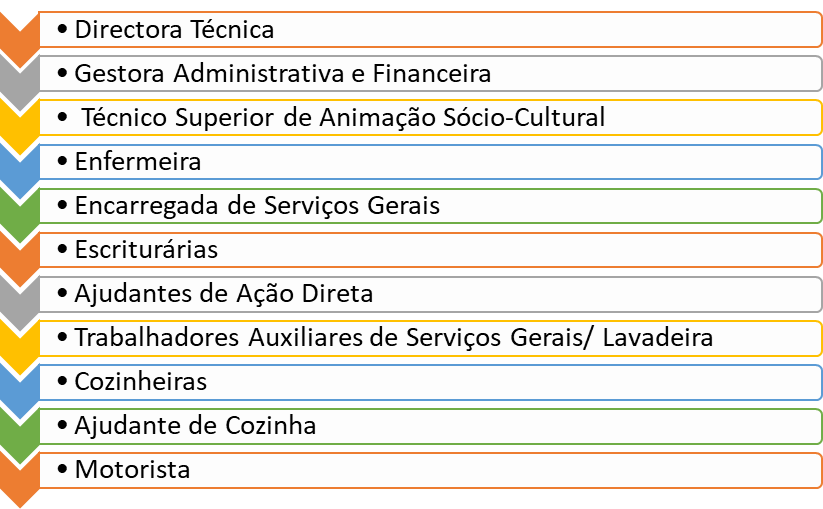 • Directora Técnica
• Gestora Administrativa e Financeira
• Técnico Superior de Animação Sócio-Cultural
• Enfermeira
• Encarregada de Serviços Gerais
• Escriturárias
• Ajudantes de Ação Direta
• Trabalhadores Auxiliares de Serviços Gerais/ Lavadeira
• Cozinheiras
• Ajudante de Cozinha
• Motorista